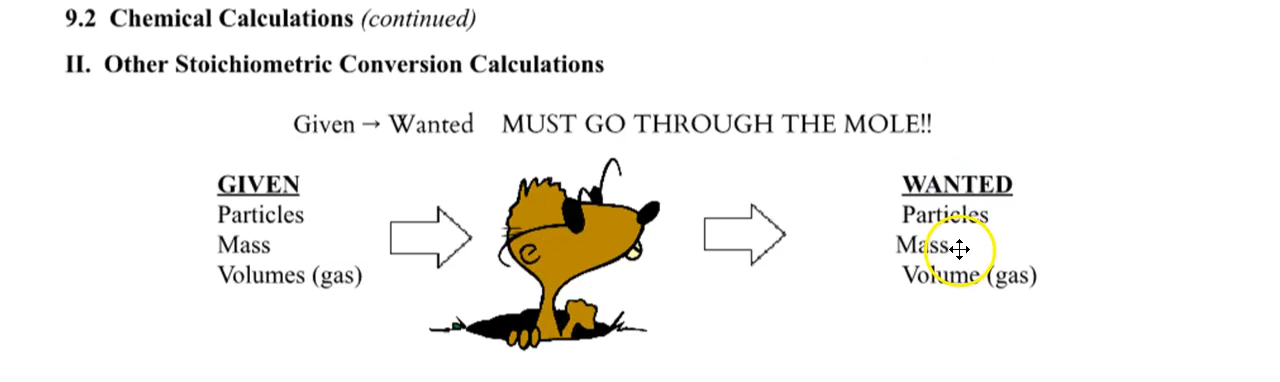 9.2 Chemical Calculations (continued)
II. Other Stoichiometric Conversion Calculations
Given → Wanted MUST GO THROUGH THE MOLE!!
GIVEN
Particles
Mass
Volumes (gas)
WANTED
Particles
Mass
Volume (gas)